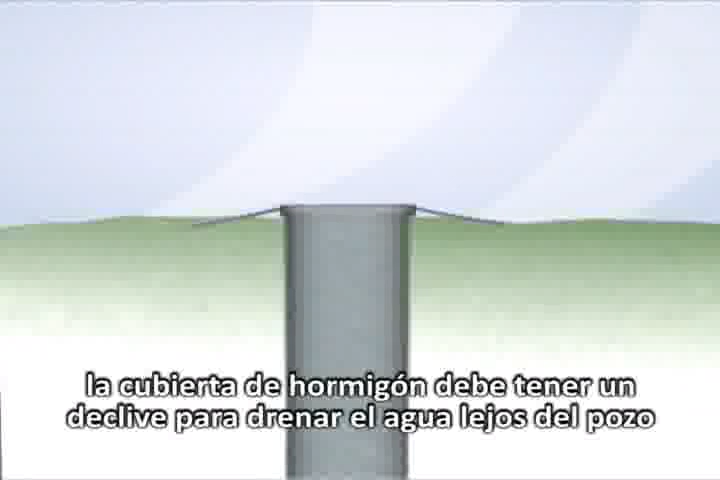 la cubierta de hormigón debe tener un
declive para drenar el agua lejos del pozo